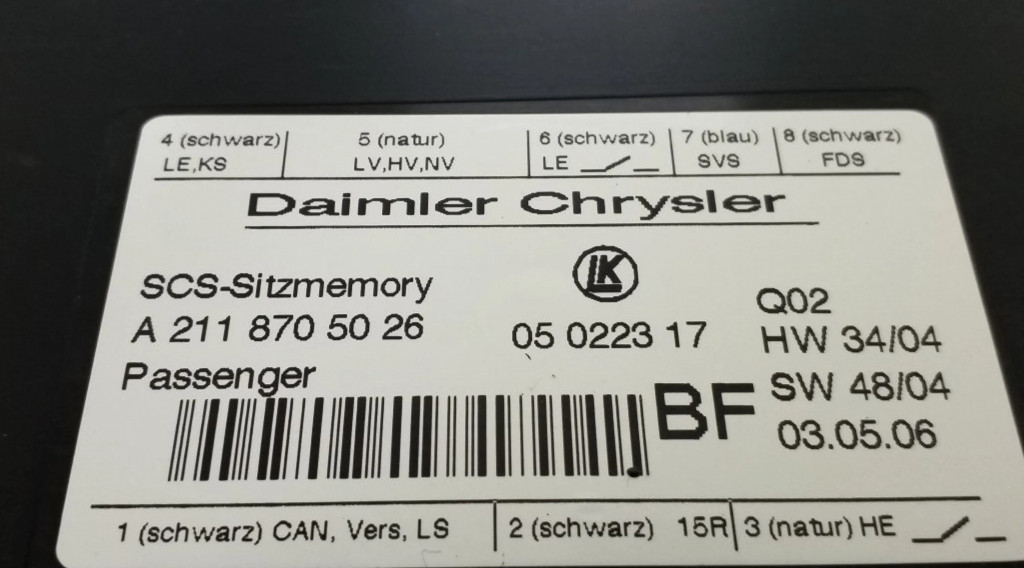 4 (schwarz) 5 (natur) 6 (schwarz) 7 (blau) 8 (schwarz)
LE,KS LV,HV,NV LE SVS FDS
Daimler Chrysler
LK
SCS-Sitzmemory
Q02
A 211 870 50 26 05 0223 17 HW 34/04
Passenger
BF SW 48/04
03.05.06
1 (schwarz) CAN, Vers, LS 2 (schwarz) 15R 3 (natur) HE